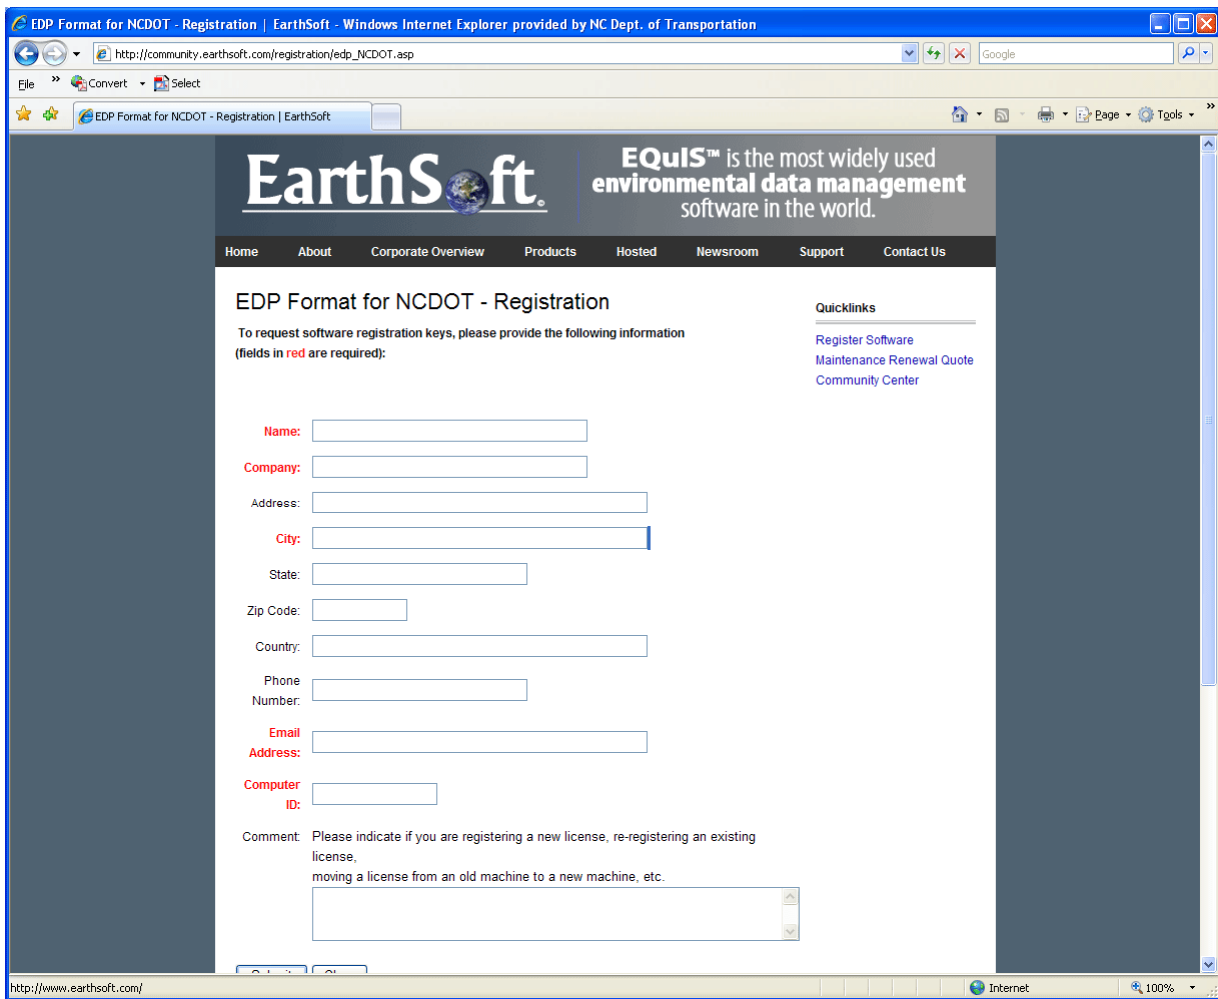 EDP Format for NCDOT - Registration | EarthSoft - Windows Internet Explorer provided by NC Dept. of Transportation
http://community.earthsoft.com/registration/edp_NCDOT.asp
Google
File » Convert Select
EDP Format for NCDOT - Registration | EarthSoft
Page Tools »
EarthSoft.
EQuIS™ is the most widely used
environmental data management
software in the world.
Home About Corporate Overview Products Hosted Newsroom Support Contact Us
EDP Format for NCDOT - Registration
To request software registration keys, please provide the following information
(fields in red are required):
Quicklinks
Register Software
Maintenance Renewal Quote
Community Center
Name:
Company:
Address:
City:
State:
Zip Code:
Country:
Phone
Number:
Email
Address:
Computer
ID:
Comment: Please indicate if you are registering a new license, re-registering an existing
license,
moving a license from an old machine to a new machine, etc.
http://www.earthsoft.com/
Internet
100%